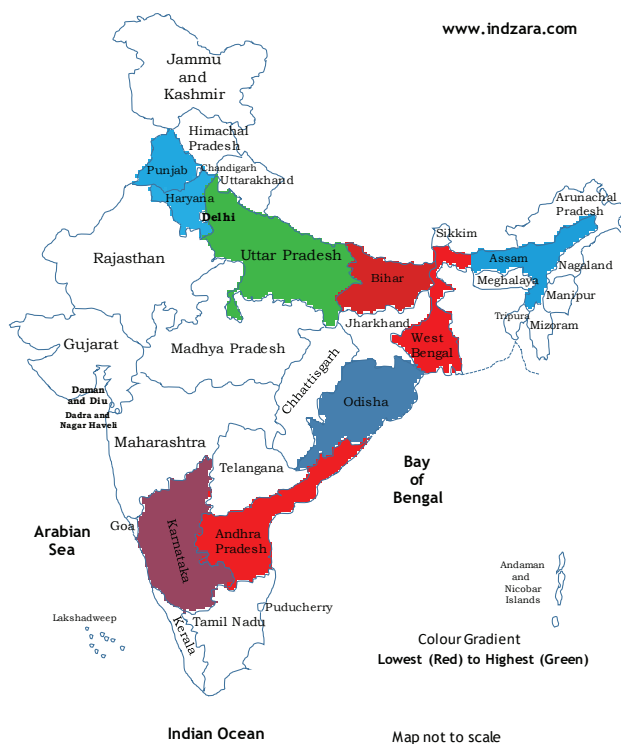 www.indzara.com
Jammu
and
Kashmir
Himachal
Pradesh
Punjab
Chandigarh
Uttarakhand
Haryana
Delhi
Arunachal
Pradesh
Sikkim
Rajasthan
Uttar Pradesh
Assam
Nagaland
Bihar
Meghalaya
Manipur
Jharkhand
Tripura
Mizoram
Gujarat
Madhya Pradesh
West
Bengal
Chhattisgarh
Daman
and Diu
Dadra and
Nagar Haveli
Odisha
Maharashtra
Telangana
Bay
of
Bengal
Arabian
Sea
Goa
Karnataka
Andhra
Pradesh
Andaman
and
Nicobar
Islands
Puducherry
Lakshadweep
Kerala
Tamil Nadu
Colour Gradient
Lowest (Red) to Highest (Green)
Indian Ocean
Map not to scale